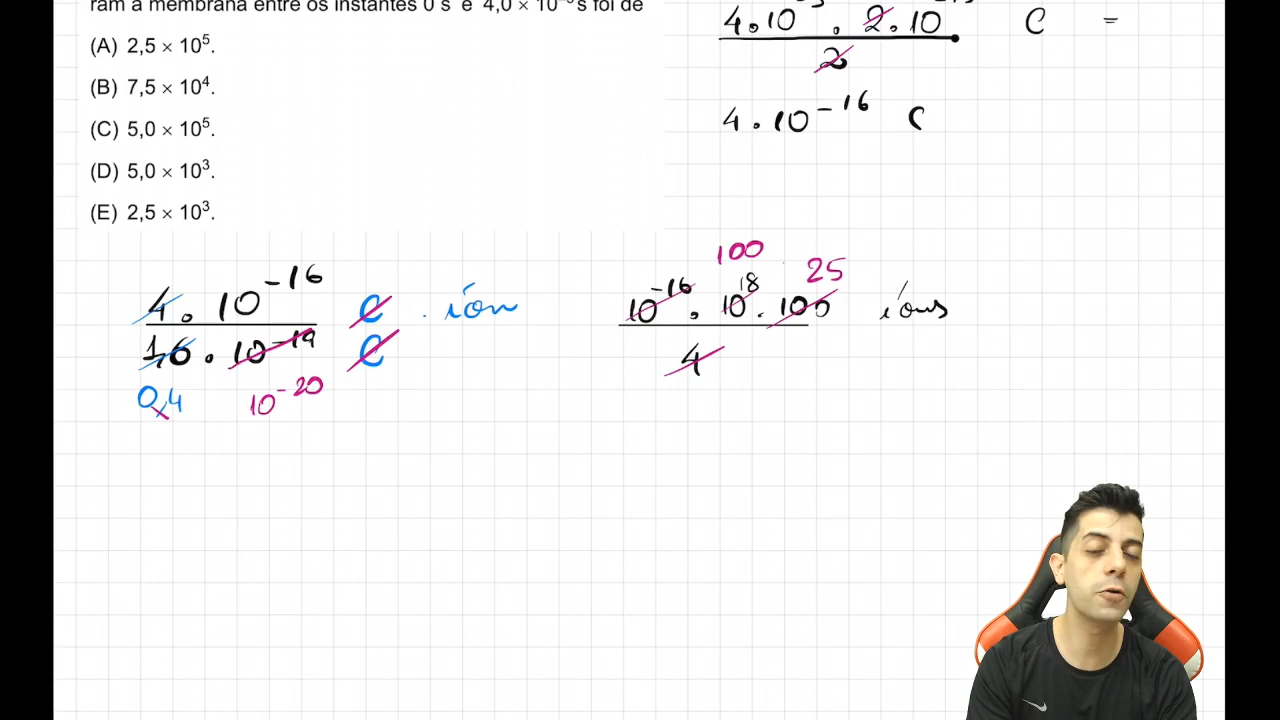 ram a membrana entre os instantes 0 s e 4,0 × 10 s foi de
(A) 2,5 × 10⁵.
(B) 7,5 × 10⁴.
(C) 5,0 × 10⁵.
(D) 5,0 × 10³.
(E) 2,5 × 10³.
4.10 . 2.10 C =
2
4.10⁻¹⁶ C
4.10⁻¹⁶ C . íon
16.10⁻¹⁹ C
0,4 10⁻²⁰
100 25
10⁻¹⁶ . 10¹⁸ . 100 íons
4